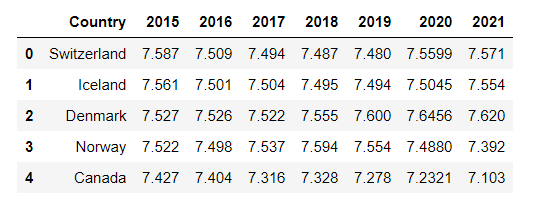 Country 2015 2016 2017 2018 2019 2020 2021
0 Switzerland 7.587 7.509 7.494 7.487 7.480 7.5599 7.571
1 Iceland 7.561 7.501 7.504 7.495 7.494 7.5045 7.554
2 Denmark 7.527 7.526 7.522 7.555 7.600 7.6456 7.620
3 Norway 7.522 7.498 7.537 7.594 7.554 7.4880 7.392
4 Canada 7.427 7.404 7.316 7.328 7.278 7.2321 7.103